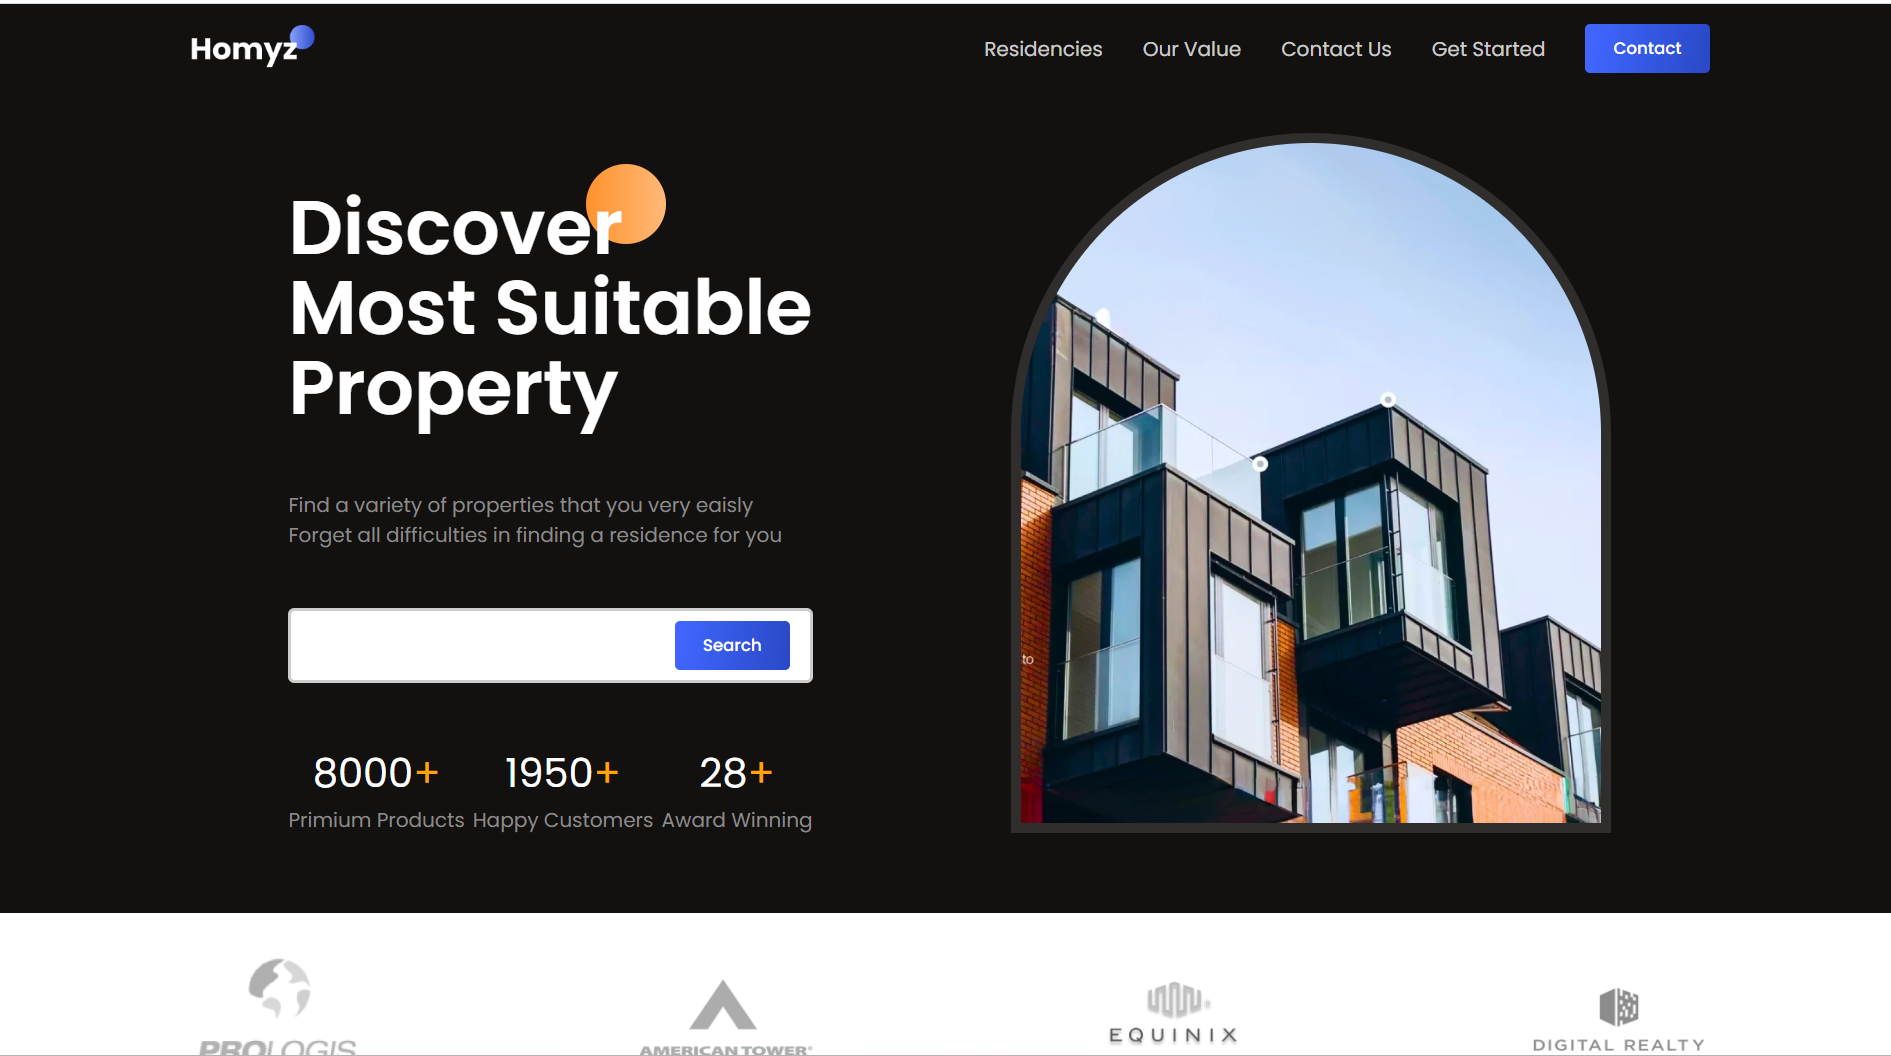 Homyz
Residencies
Our Value
Contact Us
Get Started
Contact
Discover
Most Suitable
Property
Find a variety of properties that you very eaisly
Forget all difficulties in finding a residence for you
Search
to
8000+
1950+
28+
Primium Products
Happy Customers
Award Winning
PROLOGIS
AMERICAN TOWER®
EQUINIX
DIGITAL REALTY